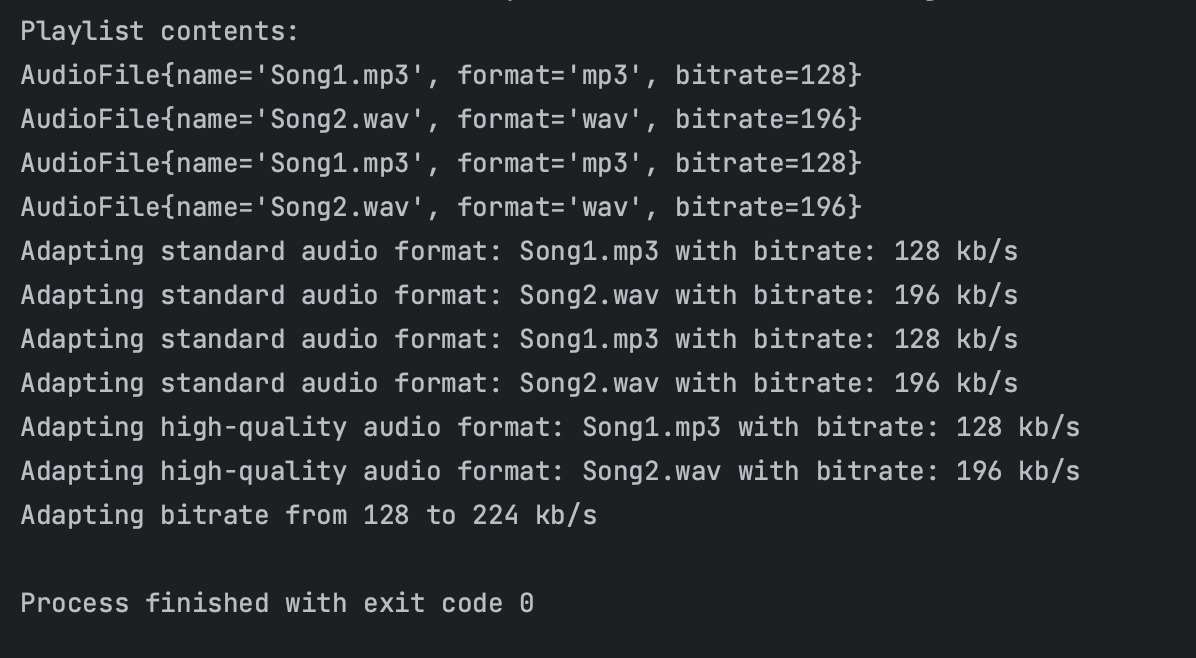 Playlist contents:
AudioFile{name='Song1.mp3', format='mp3', bitrate=128}
AudioFile{name='Song2.wav', format='wav', bitrate=196}
AudioFile{name='Song1.mp3', format='mp3', bitrate=128}
AudioFile{name='Song2.wav', format='wav', bitrate=196}
Adapting standard audio format: Song1.mp3 with bitrate: 128 kb/s
Adapting standard audio format: Song2.wav with bitrate: 196 kb/s
Adapting standard audio format: Song1.mp3 with bitrate: 128 kb/s
Adapting standard audio format: Song2.wav with bitrate: 196 kb/s
Adapting high-quality audio format: Song1.mp3 with bitrate: 128 kb/s
Adapting high-quality audio format: Song2.wav with bitrate: 196 kb/s
Adapting bitrate from 128 to 224 kb/s
Process finished with exit code 0